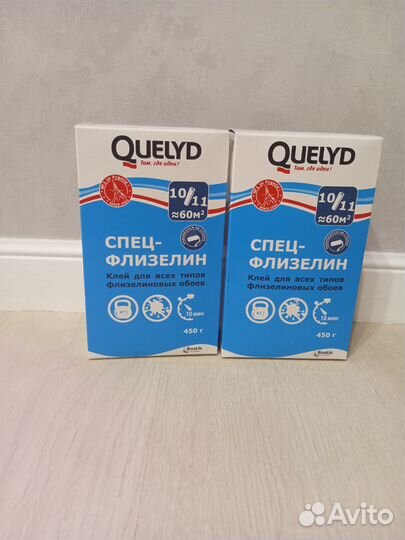 QUELYD
Там, где идеи!
10/11
≈60м²
СПЕЦ-
ФЛИЗЕЛИН
Клей для всех типов
флизелиновых обоев
10 мин
450 г
Bostik
QUELYD
Там, где идеи!
10/11
≈60м²
СПЕЦ-
ФЛИЗЕЛИН
Клей для всех типов
флизелиновых обоев
10 мин
450 г
Bostik
Avito